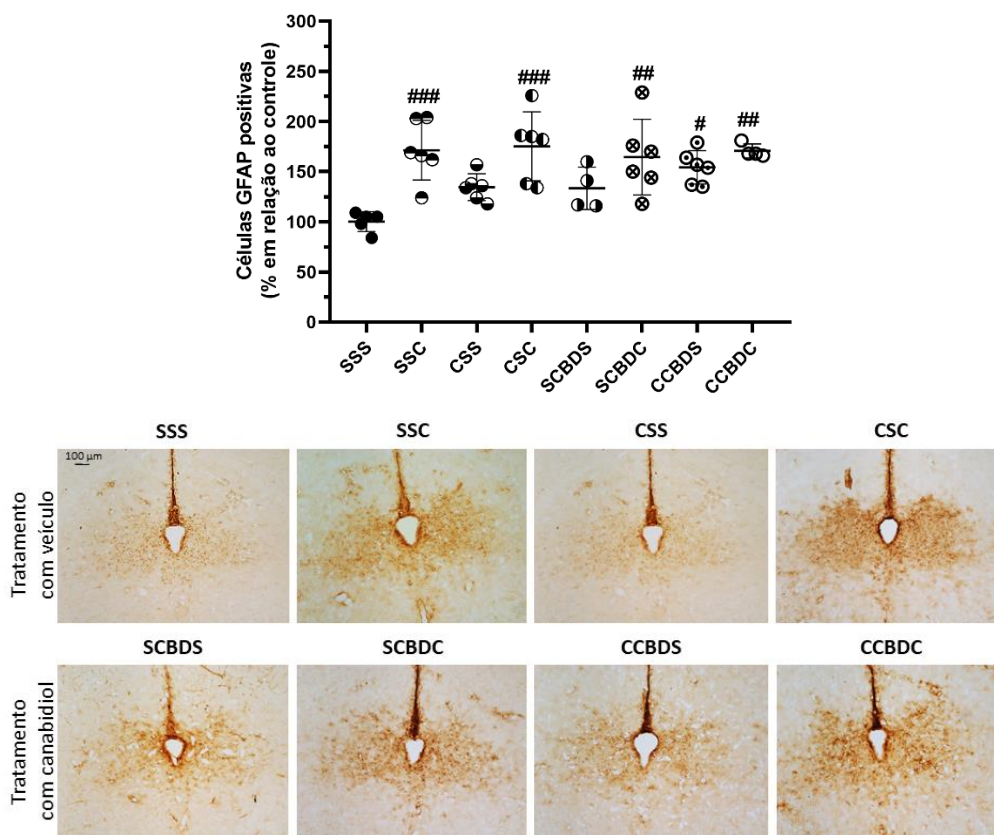 Células GFAP positivas
(% em relação ao controle)
300
250
200
150
100
50
0
###
###
##
#
##
SSS
SSC
CSS
CSC
SCBDS
SCBDC
CCBDS
CCBDC
SSS
SSC
CSS
CSC
100 µm
Tratamento
com veículo
SCBDS
SCBDC
CCBDS
CCBDC
Tratamento
com canabidiol